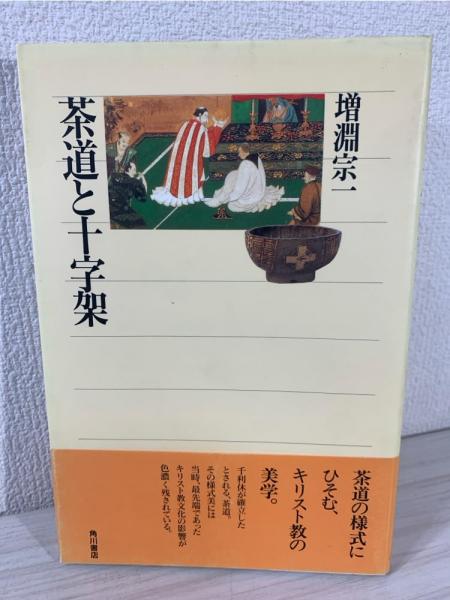 増淵宗一
茶道と十字架
茶道の様式に
ひそむ、
キリスト教の
美学。
千利休が確立した
とされる、茶道。
その様式美には
当時、最先端であった
キリスト教文化の影響が
色濃く残されている。
角川書店